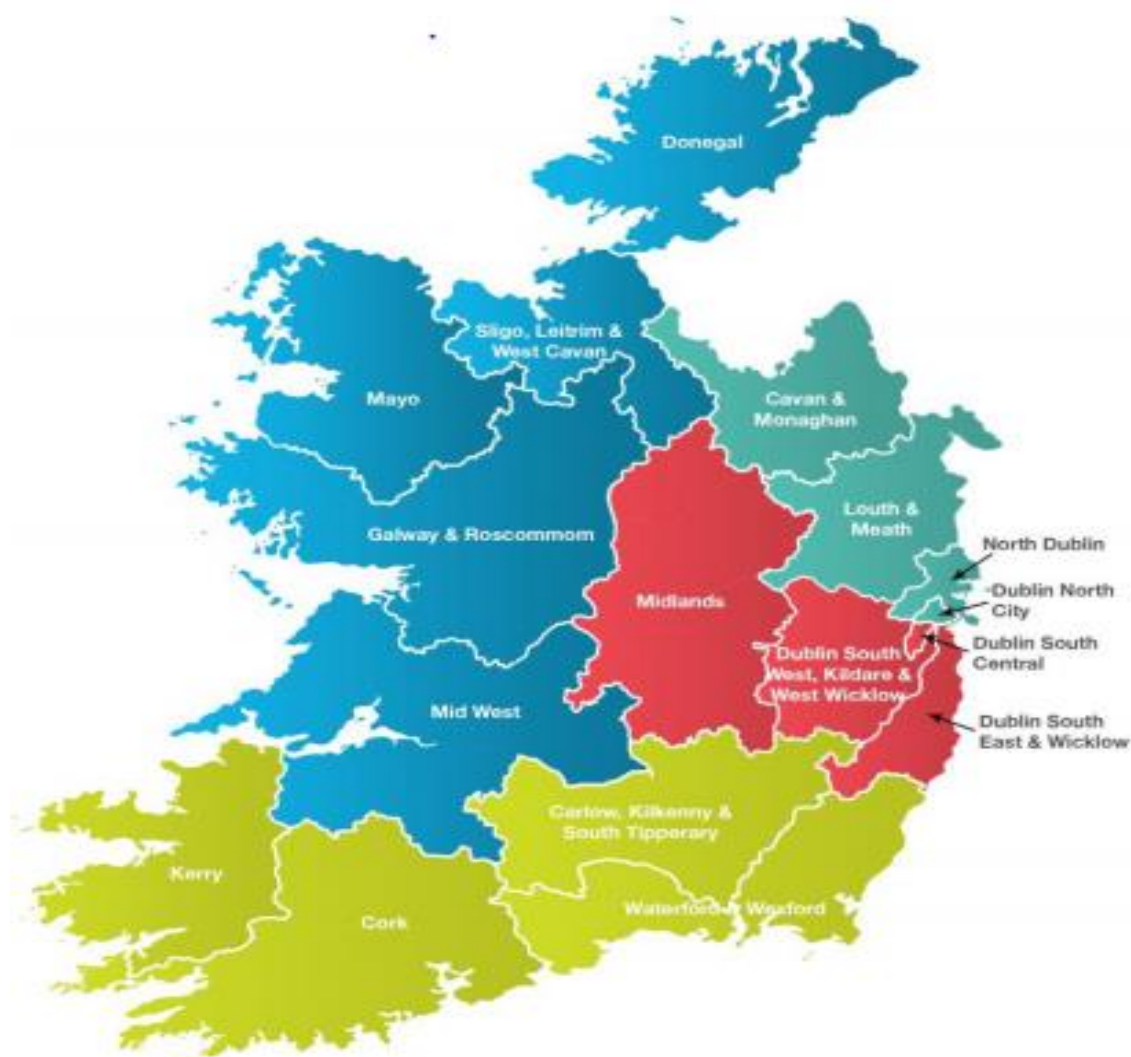 Donegal
Sligo, Leitrim &
West Cavan
Mayo
Cavan &
Monaghan
Galway & Roscommom
Louth &
Meath
North Dublin
-Dublin North
City
Midlands
Dublin South
Central
Dublin South
West, Kildare &
West Wicklow
Mid West
Dublin South
East & Wicklow
Carlow, Kilkenny &
South Tipperary
Kerry
Waterford & Wexford
Cork